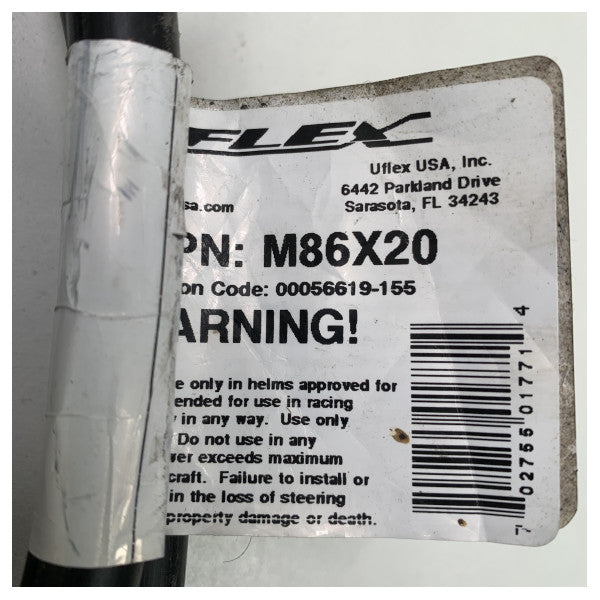 FLEX
Uflex USA, Inc.
6442 Parkland Drive
sa.com Sarasota, FL 34243
PN: M86X20
on Code: 00056619-155
ARNING!
e only in helms approved for
ended for use in racing
in any way. Use only
Do not use in any
wer exceeds maximum
craft. Failure to install or
in the loss of steering
property damage or death.
7 02755 01771 4